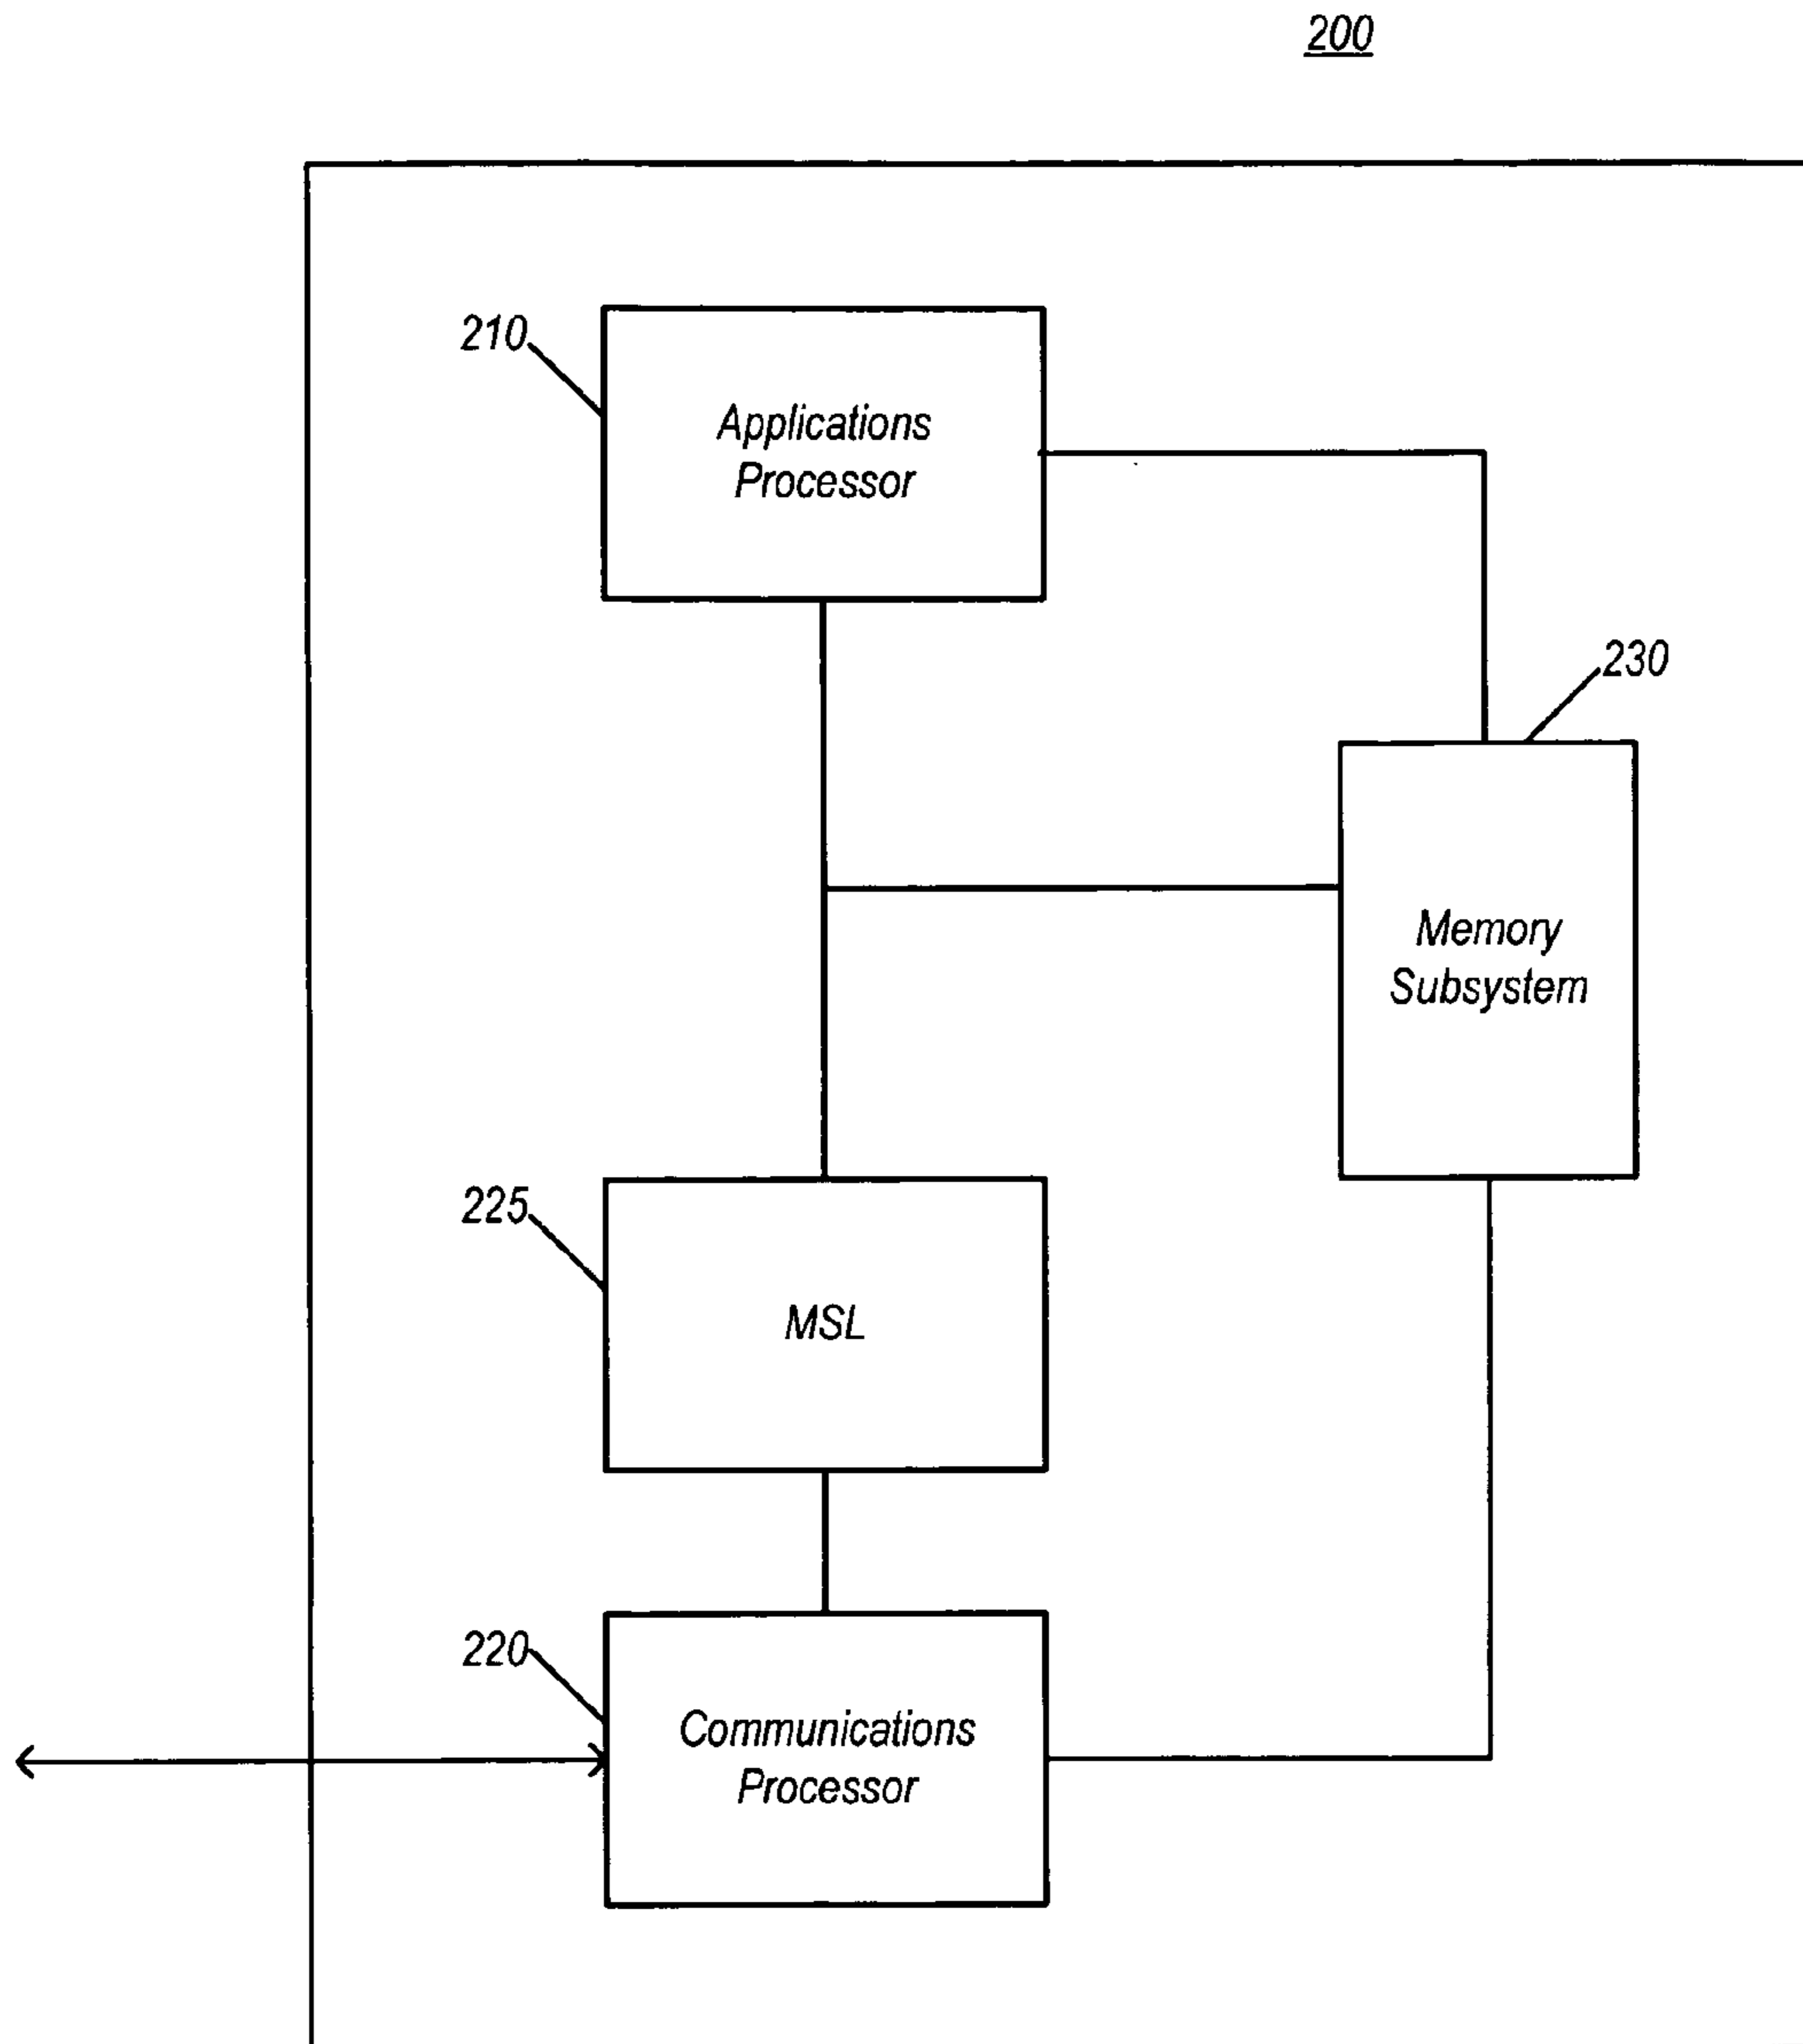 200
210
Applications
Processor
230
Memory
Subsystem
225
MSL
220
Communications
Processor